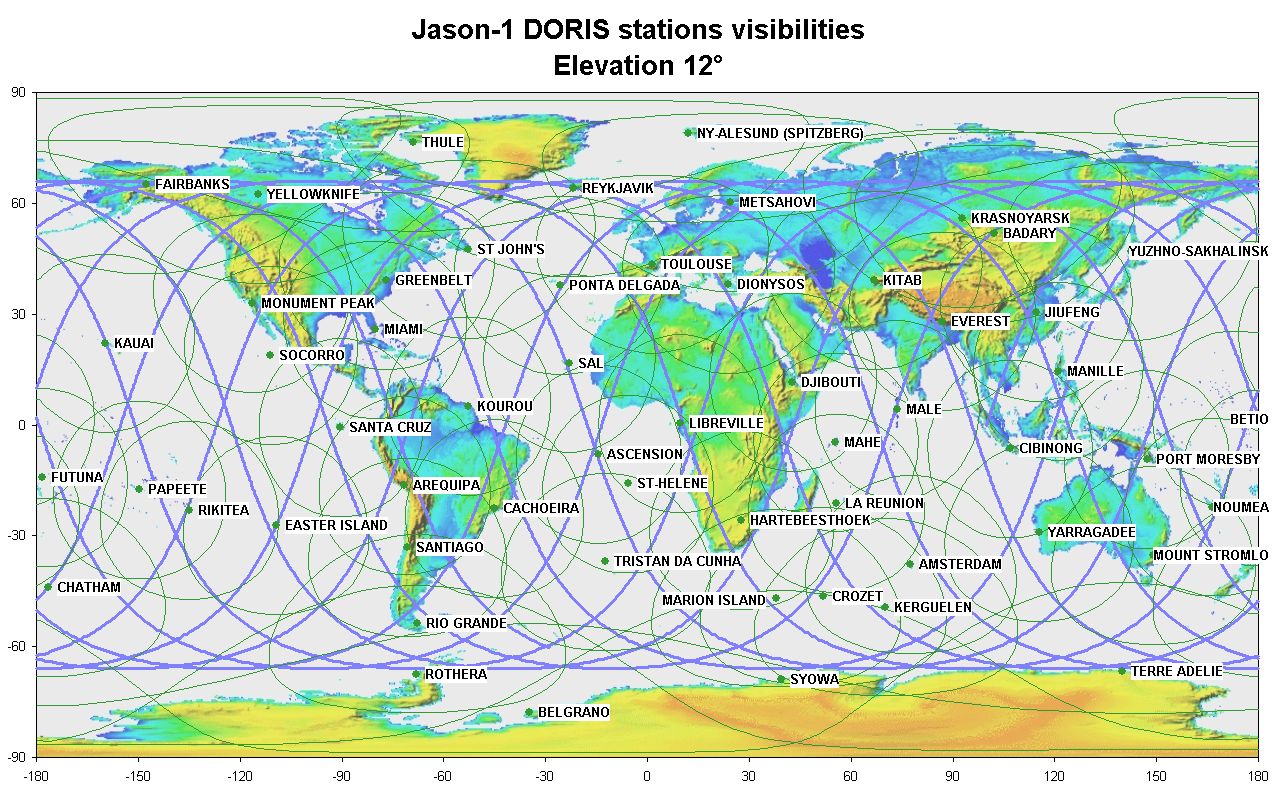 Jason-1 DORIS stations visibilities
Elevation 12°
90
NY-ALESUND (SPITZBERG)
THULE
FAIRBANKS
REYKJAVIK
YELLOWKNIFE
60
METSAHOVI
KRASNOYARSK
BADARY
ST JOHN'S
YUZHNO-SAKHALINSK
TOULOUSE
GREENBELT
PONTA DELGADA
DIONYSOS
KITAB
MONUMENT PEAK
30
JIUFENG
EVEREST
MIAMI
KAUAI
SOCORRO
SAL
MANILLE
DJIBOUTI
KOUROU
MALE
BETIO
0
SANTA CRUZ
LIBREVILLE
MAHE
CIBINONG
ASCENSION
PORT MORESBY
FUTUNA
AREQUIPA
ST-HELENE
PAPEETE
LA REUNION
RIKITEA
CACHOEIRA
NOUMEA
HARTEBEESTHOEK
EASTER ISLAND
-30
YARRAGADEE
SANTIAGO
MOUNT STROMLO
TRISTAN DA CUNHA
AMSTERDAM
CHATHAM
CROZET
MARION ISLAND
KERGUELEN
RIO GRANDE
-60
TERRE ADELIE
ROTHERA
SYOWA
BELGRANO
-90
-180 -150 -120 -90 -60 -30 0 30 60 90 120 150 180